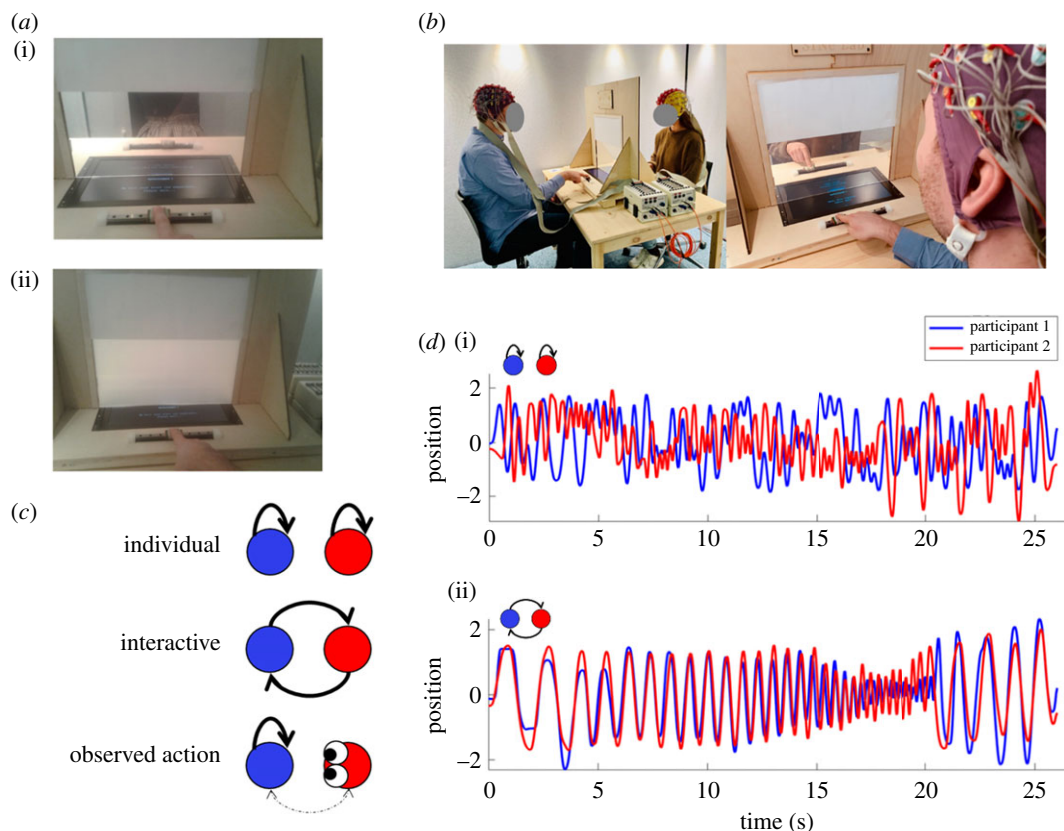 (a)
(i)
(ii)
(b)
(c)
individual
interactive
observed action
(d) (i)
participant 1
participant 2
position
2
0
–2
0 5 10 15 20 25
(ii)
position
2
0
–2
0 5 10 15 20 25
time (s)